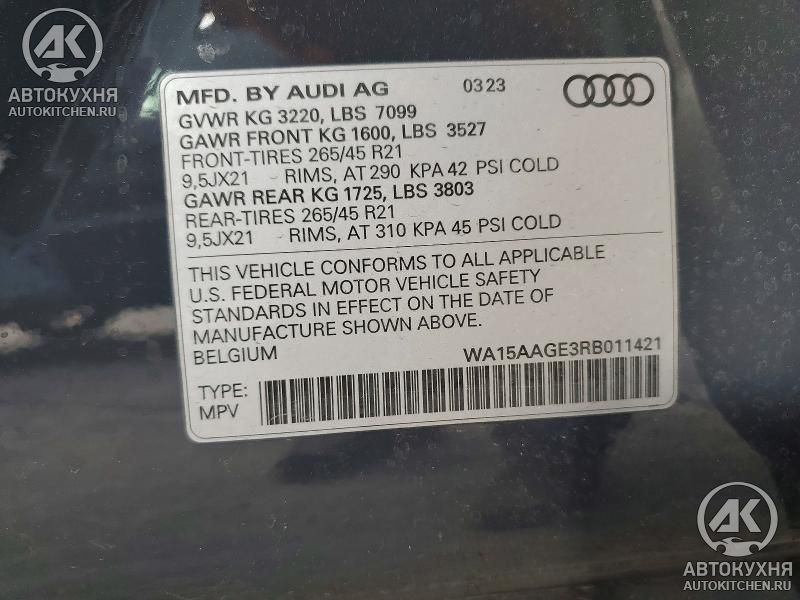 АК
АВТОКУХНЯ
AUTOKITCHEN.RU
MFD. BY AUDI AG 03 23
GVWR KG 3220, LBS 7099
GAWR FRONT KG 1600, LBS 3527
FRONT-TIRES 265/45 R21
9,5JX21 RIMS, AT 290 KPA 42 PSI COLD
GAWR REAR KG 1725, LBS 3803
REAR-TIRES 265/45 R21
9,5JX21 RIMS, AT 310 KPA 45 PSI COLD
THIS VEHICLE CONFORMS TO ALL APPLICABLE
U.S. FEDERAL MOTOR VEHICLE SAFETY
STANDARDS IN EFFECT ON THE DATE OF
MANUFACTURE SHOWN ABOVE.
BELGIUM WA15AAGE3RB011421
TYPE:
MPV
АК
АВТОКУХНЯ
AUTOKITCHEN.RU